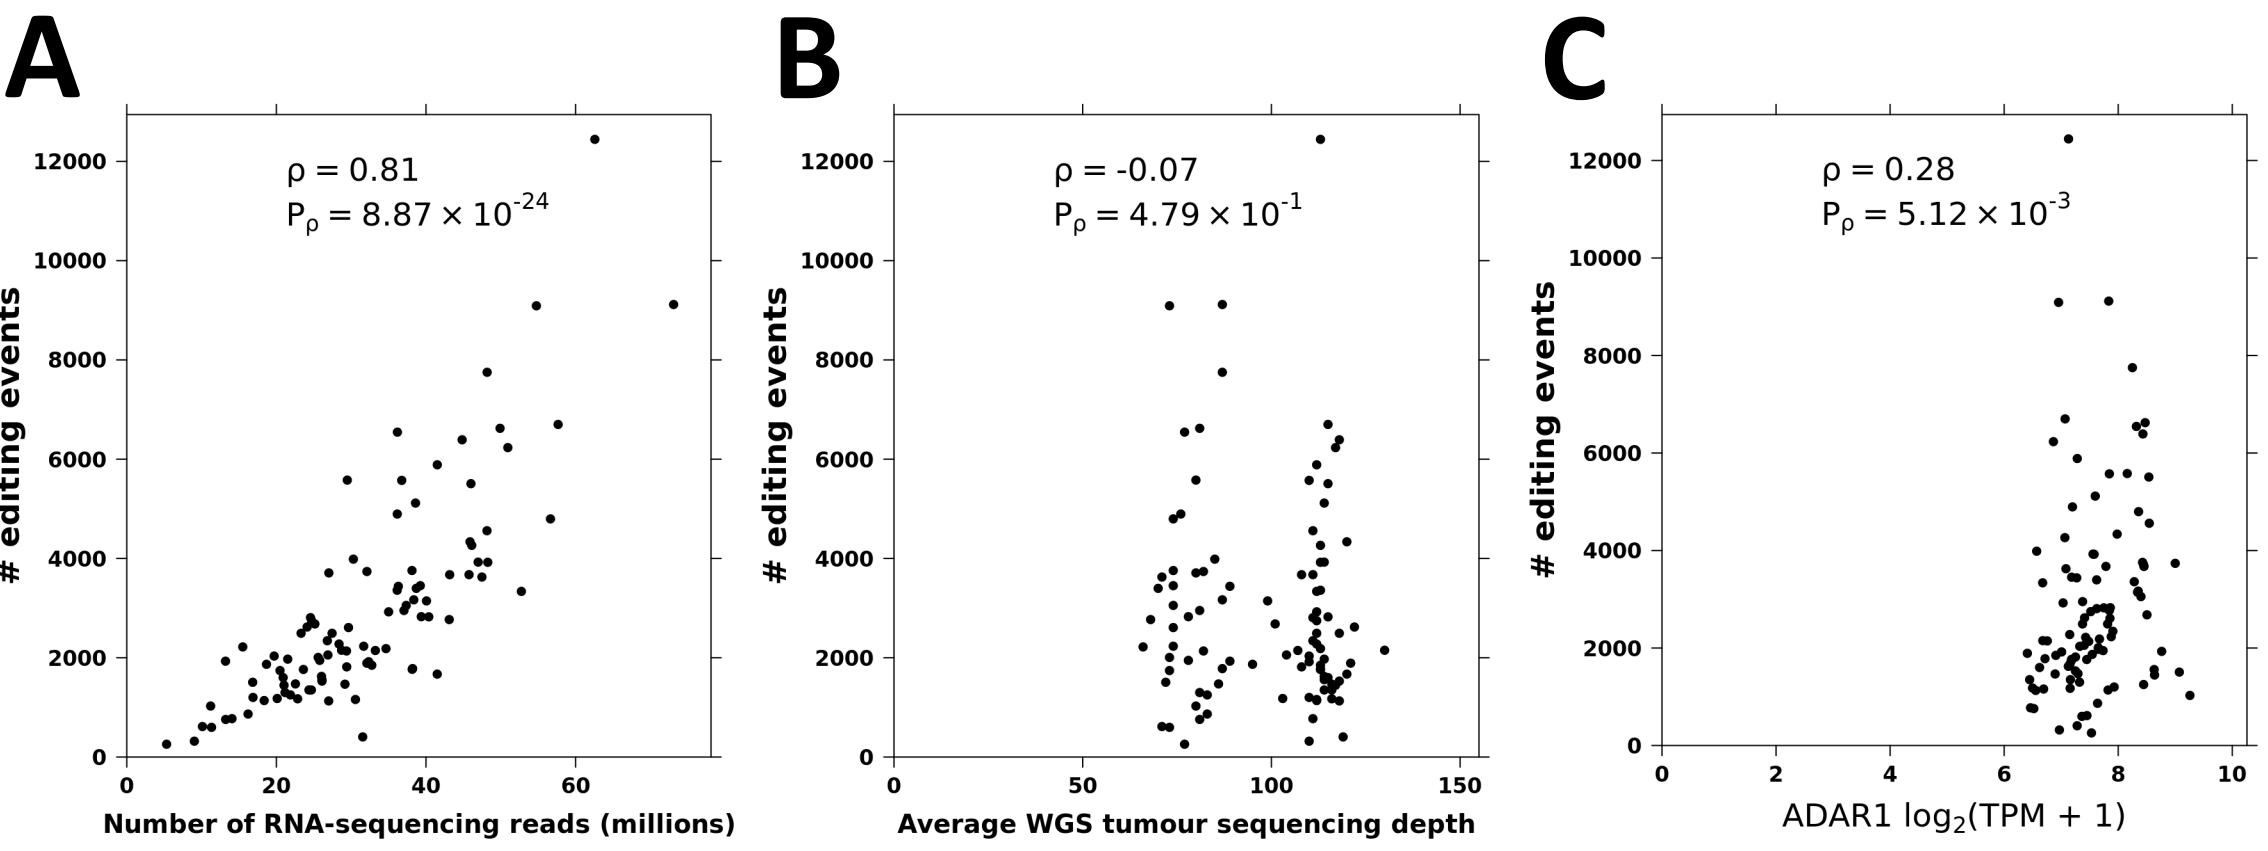 A
# editing events
12000
10000
8000
6000
4000
2000
0
ρ = 0.81
Pρ = 8.87 × 10-24
0 20 40 60
Number of RNA-sequencing reads (millions)
B
# editing events
12000
10000
8000
6000
4000
2000
0
ρ = -0.07
Pρ = 4.79 × 10-1
0 50 100 150
Average WGS tumour sequencing depth
C
# editing events
12000
10000
8000
6000
4000
2000
0
ρ = 0.28
Pρ = 5.12 × 10-3
0 2 4 6 8 10
ADAR1 log2(TPM + 1)